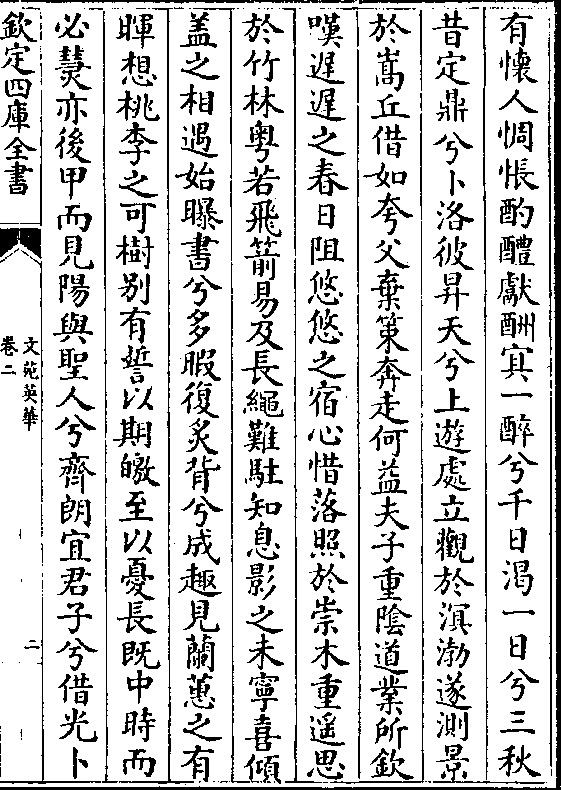 有懷人惆悵酌醴獻酬寘一醉兮千日渴一日兮三秋
昔定鼎兮卜洛彼昇天兮上遊處立觀於溟渤遂測景
於嵩丘借如夸父棄策奔走何益夫子重陰道業所欽
嘆遲遲之春日阻悠悠之宿心惜落照於崇木重遥思
於竹林粤若飛箭易及長繩難駐知息影之未寧喜傾
盖之相遇始曝書兮多暇復炙背兮成趣見蘭蕙之有
暉想桃李之可樹别有誓以期皦至以憂長既中時而
必熭亦後甲而見陽與聖人兮齊朗宜君子兮借光卜
欽定四庫全書
文苑英華
卷二
二